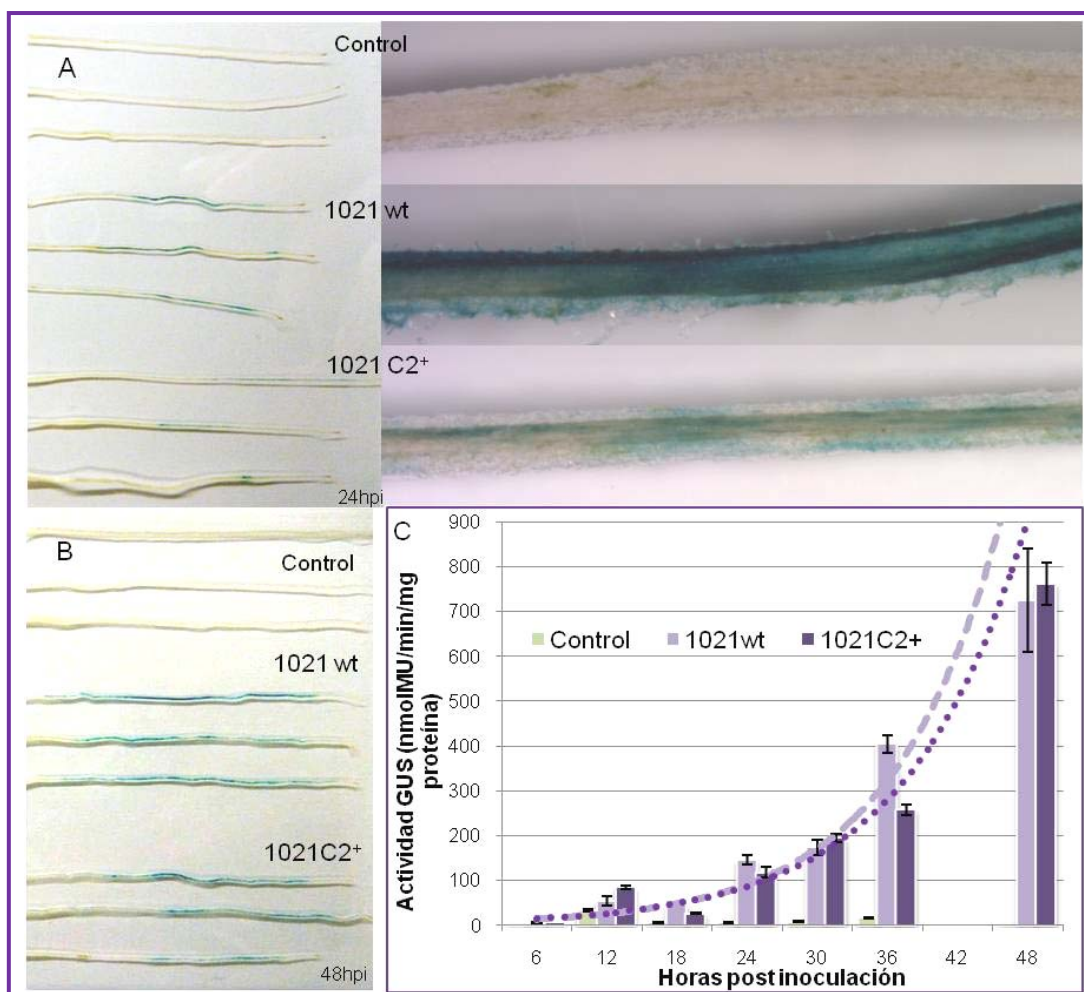 A
Control
1021 wt
1021 C2⁺
24hpi
B
Control
1021 wt
1021C2⁺
48hpi
C
Actividad GUS (nmolMU/min/mg
proteína)
900
800
700
600
500
400
300
200
100
0
Control
1021wt
1021C2+
6 12 18 24 30 36 42 48
Horas post inoculación